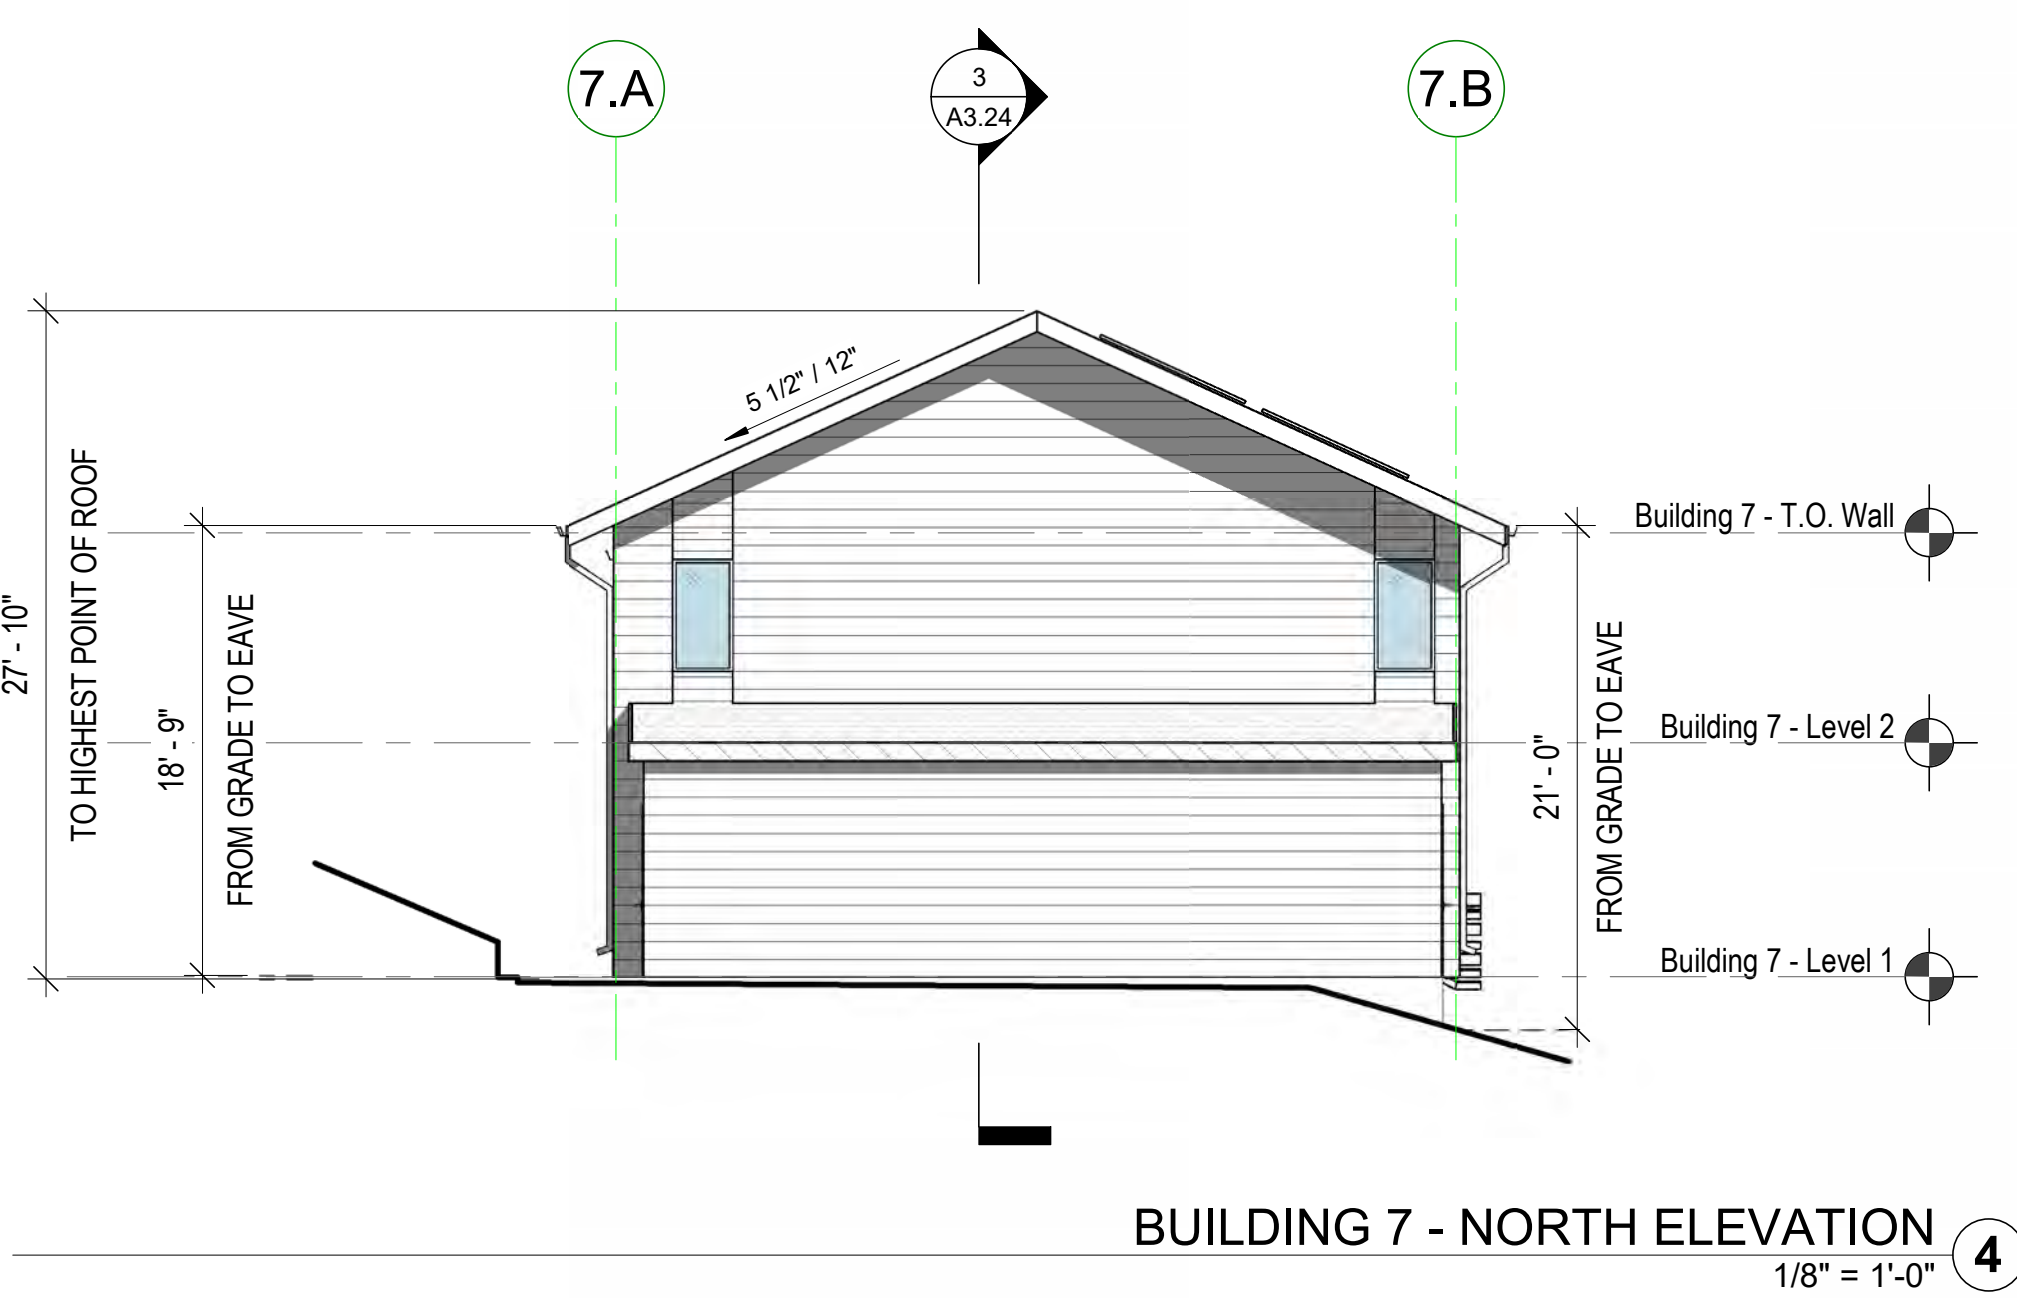 7.A
3
A3.24
7.B
5 1/2" / 12"
27' - 10"
TO HIGHEST POINT OF ROOF
18' - 9"
FROM GRADE TO EAVE
21' - 0"
FROM GRADE TO EAVE
Building 7 - T.O. Wall
Building 7 - Level 2
Building 7 - Level 1
BUILDING 7 - NORTH ELEVATION
4
1/8" = 1'-0"